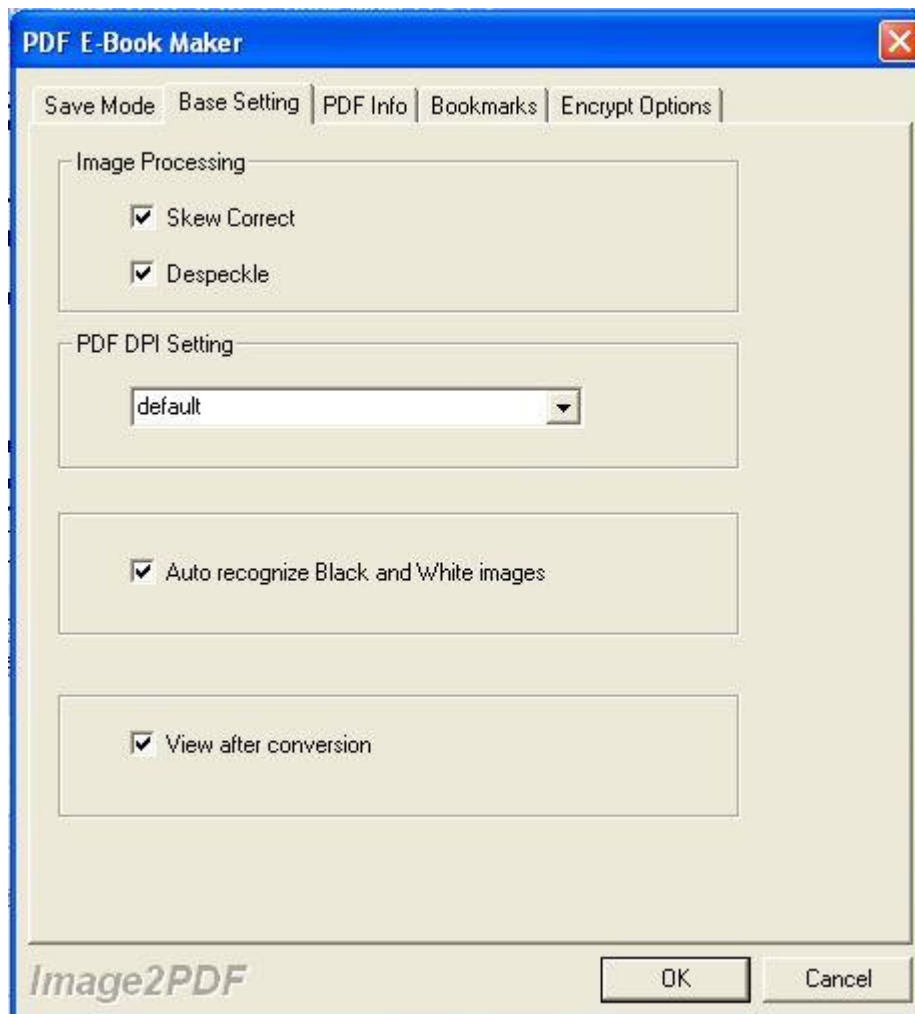 PDF E-Book Maker
Save Mode Base Setting PDF Info Bookmarks Encrypt Options
Image Processing
Skew Correct
Despeckle
PDF DPI Setting
default
Auto recognize Black and White images
View after conversion
Image2PDF OK Cancel